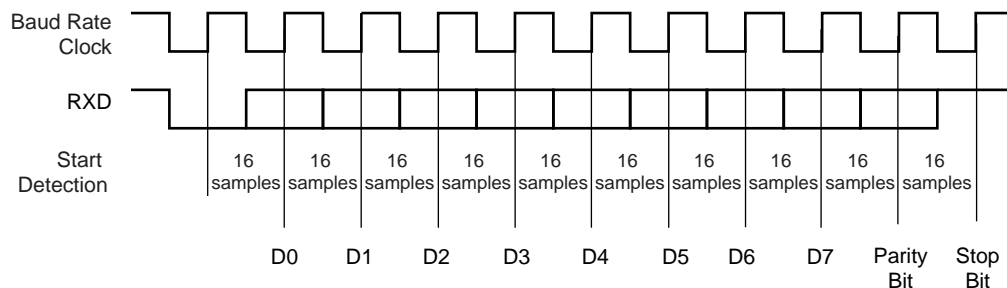 Baud Rate
Clock
RXD
Start
Detection
16
samples
16
samples
16
samples
16
samples
16
samples
16
samples
16
samples
16
samples
16
samples
16
samples
D0
D1
D2
D3
D4
D5
D6
D7
Parity
Bit
Stop
Bit